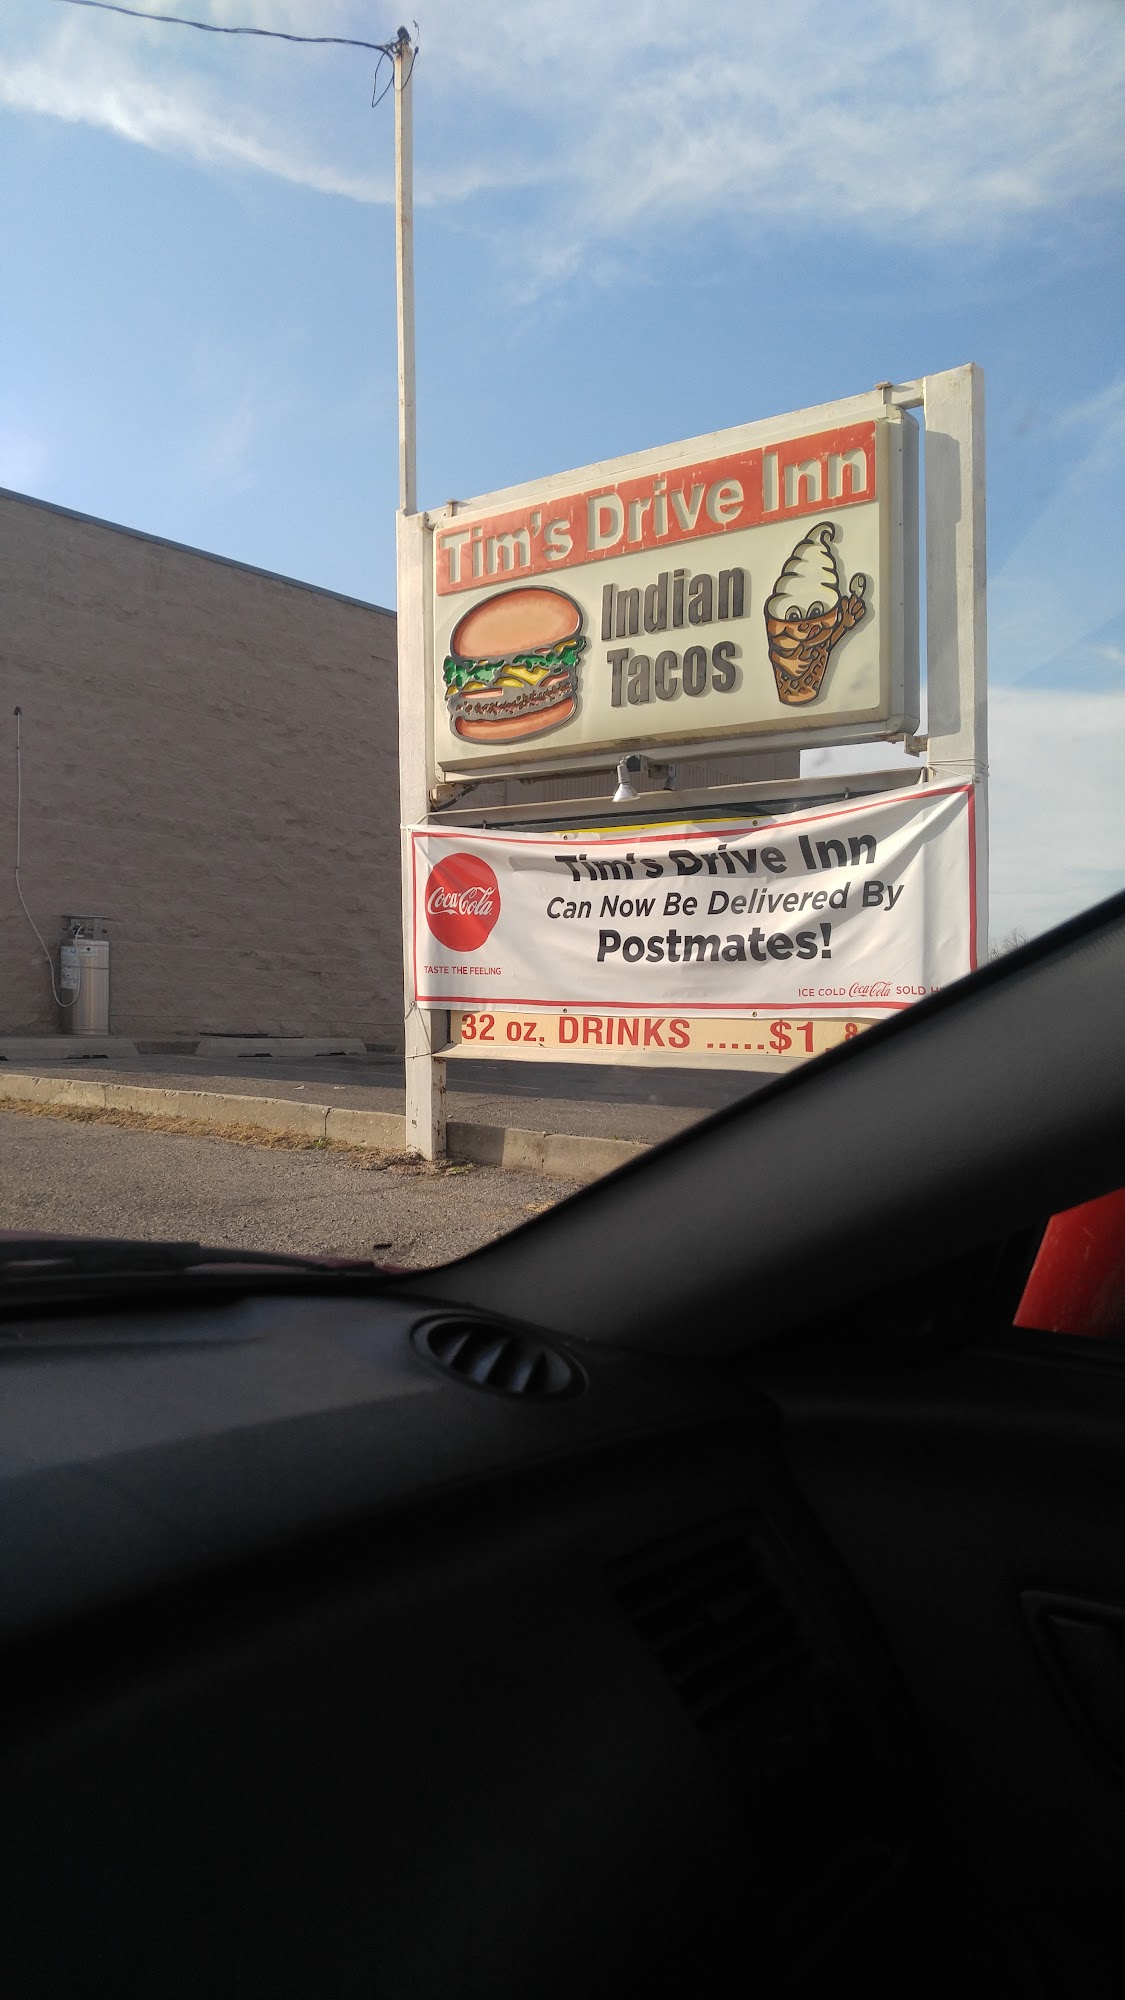 Tim's Drive Inn
Indian
Tacos
Tim's Drive Inn
Can Now Be Delivered By
Postmates!
Coca-Cola
TASTE THE FEELING
ICE COLD Coca-Cola SOLD
32 oz. DRINKS .....$1